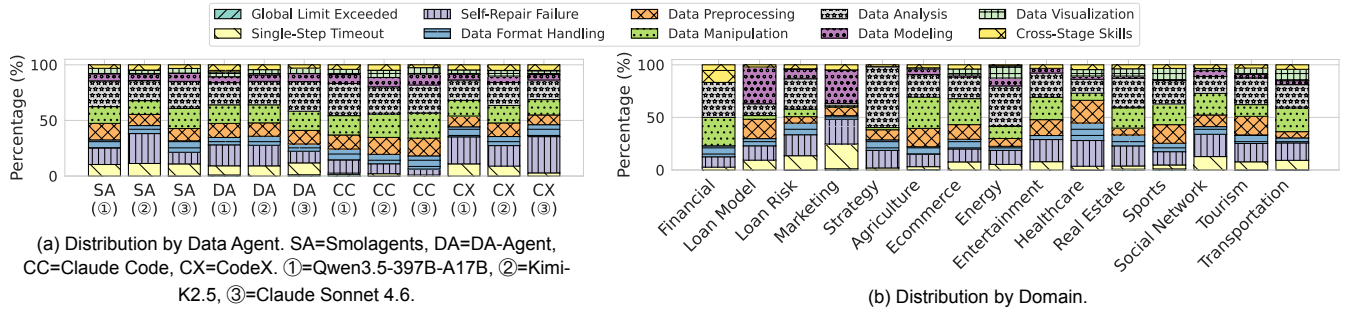 Global Limit Exceeded
Self-Repair Failure
Data Preprocessing
Data Analysis
Data Visualization
Single-Step Timeout
Data Format Handling
Data Manipulation
Data Modeling
Cross-Stage Skills
Percentage (%)
100
50
0
SA (①)
SA (②)
SA (③)
DA (①)
DA (②)
DA (③)
CC (①)
CC (②)
CC (③)
CX (①)
CX (②)
CX (③)
(a) Distribution by Data Agent. SA=Smolagents, DA=DA-Agent,
CC=Claude Code, CX=CodeX. ①=Qwen3.5-397B-A17B, ②=Kimi-
K2.5, ③=Claude Sonnet 4.6.
Percentage (%)
100
50
0
Financial
Loan Model
Loan Risk
Marketing
Strategy
Agriculture
Ecommerce
Energy
Entertainment
Healthcare
Real Estate
Sports
Social Network
Tourism
Transportation
(b) Distribution by Domain.